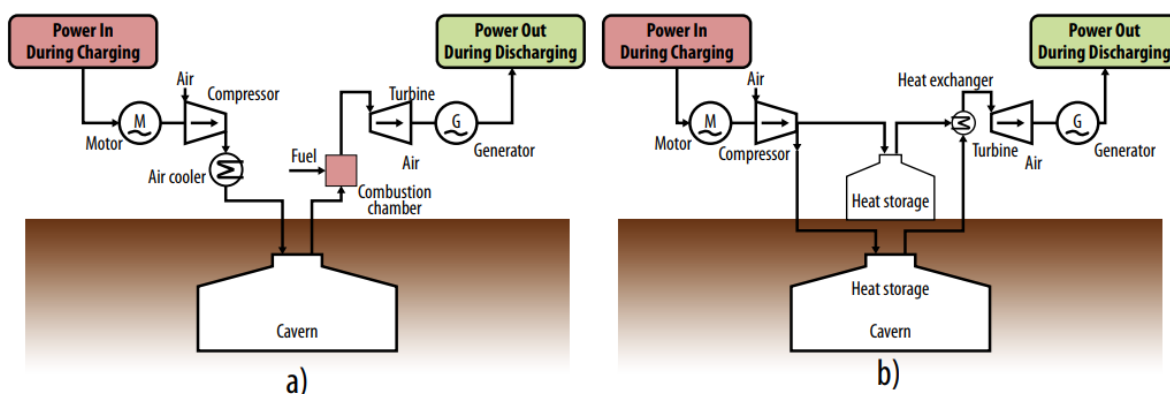 Power In
During Charging
Power Out
During Discharging
Air
Compressor
Turbine
M
G
Motor
Fuel
Air
Generator
Air cooler
Combustion
chamber
Cavern
a)
Power In
During Charging
Power Out
During Discharging
Air
Heat exchanger
M
G
Motor
Compressor
Turbine
Air
Generator
Heat storage
Heat storage
Cavern
b)